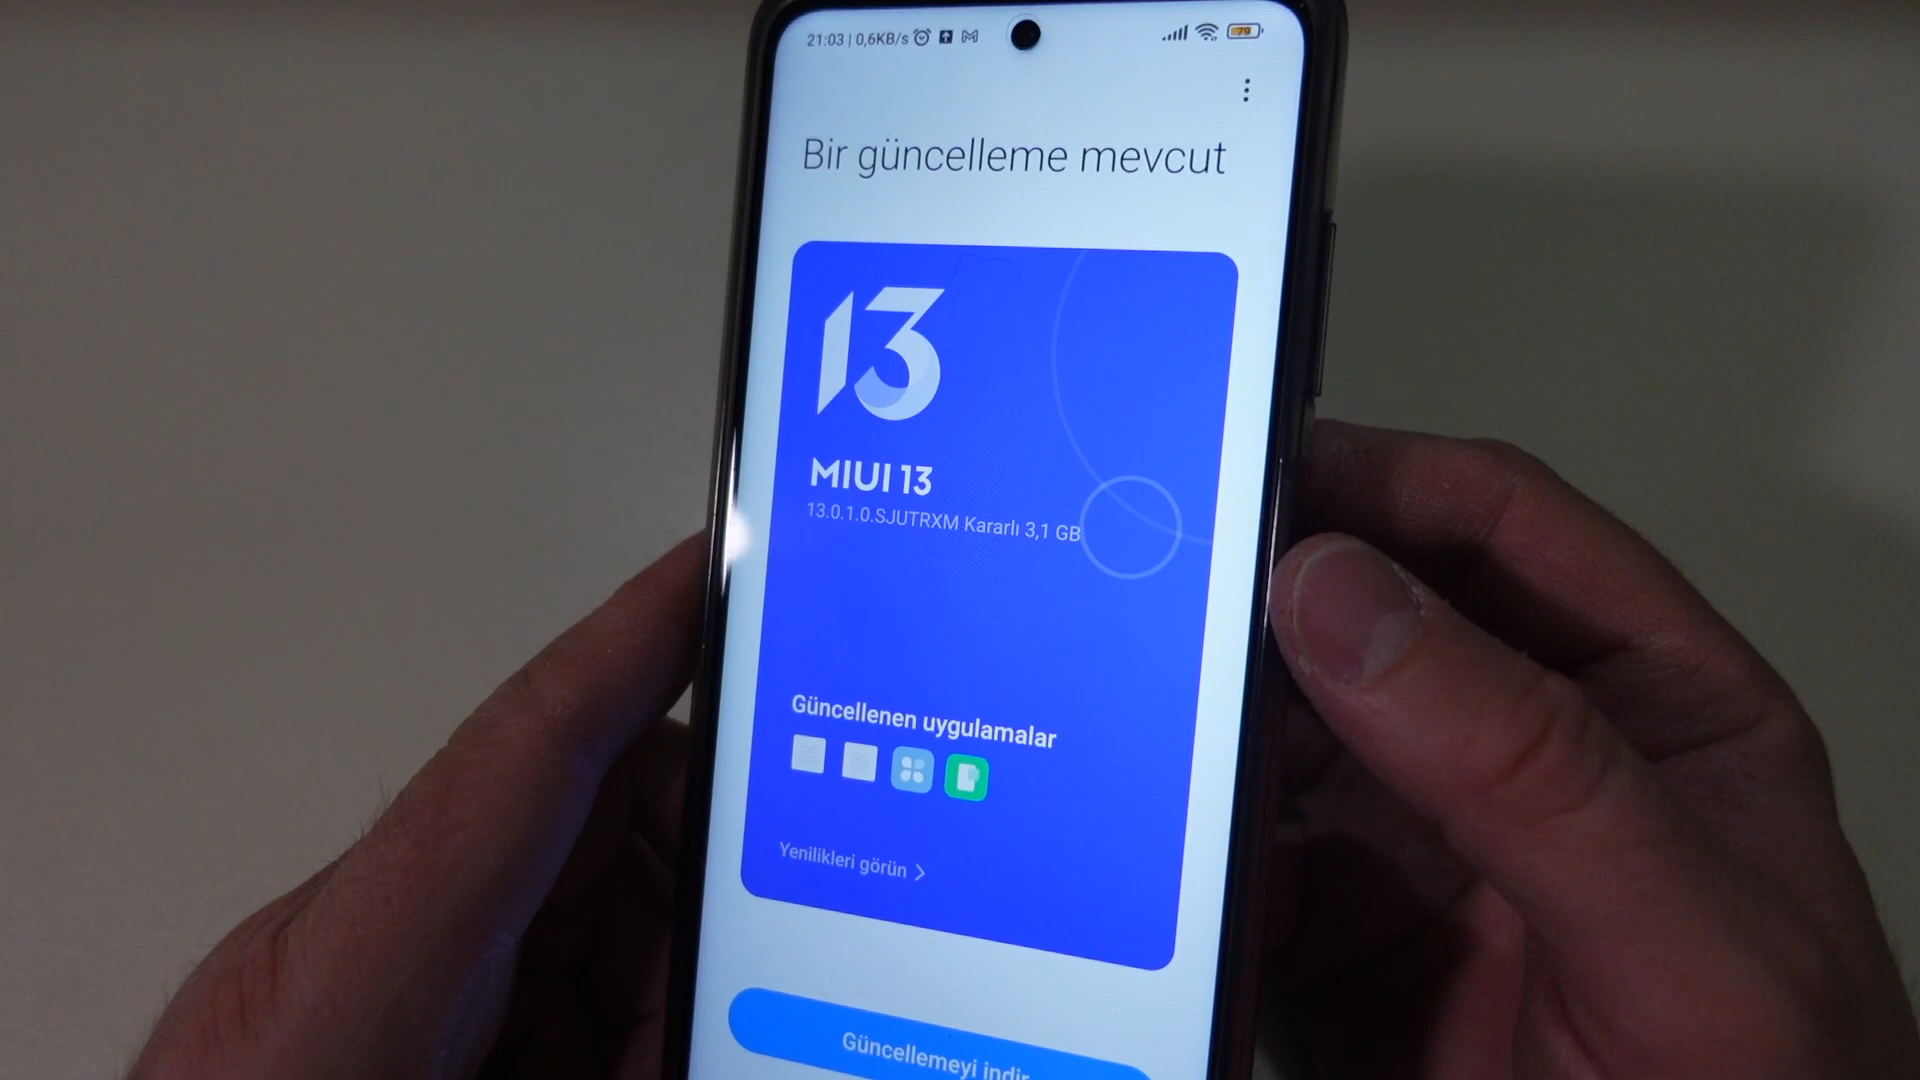 21:03 | 0,6KB/s
79
Bir güncelleme mevcut
13
MIUI 13
13.0.1.0.SJUTRXM Kararlı 3,1 GB
Güncellenen uygulamalar
Yenilikleri görün
Güncellemeyi indir